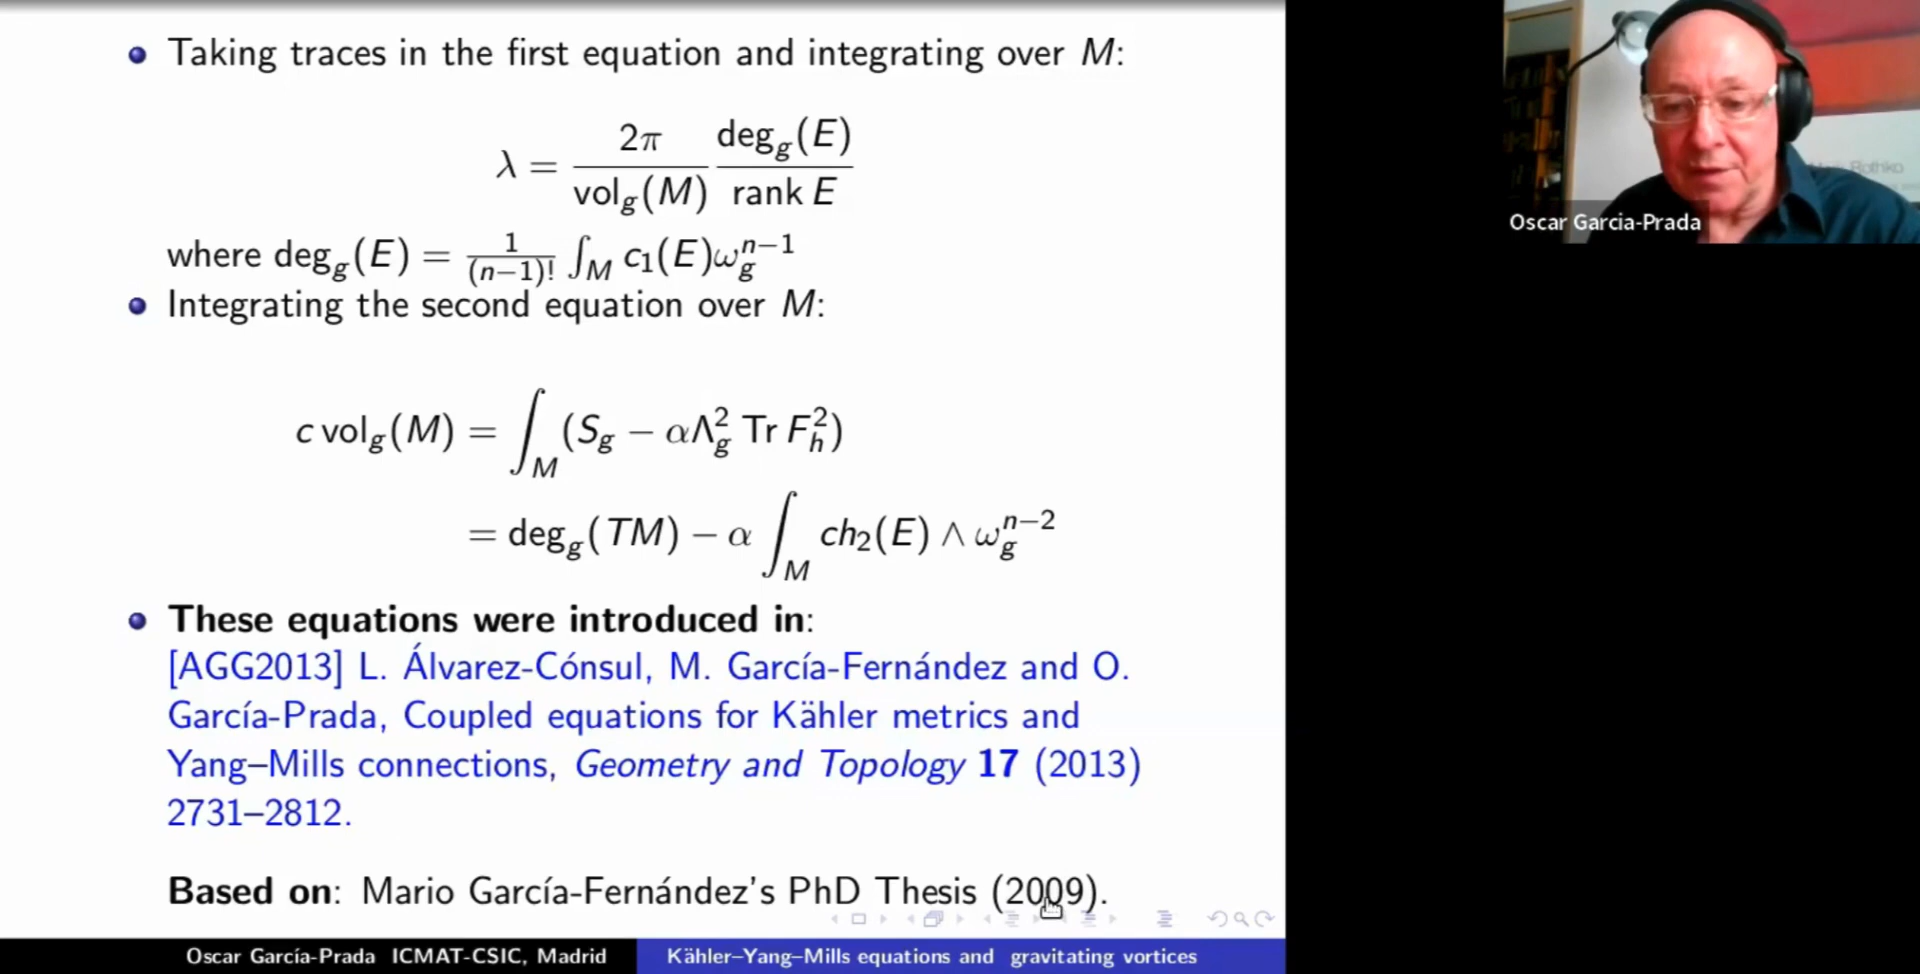 • Taking traces in the first equation and integrating over M:
λ = \frac{2π}{vol_g(M)} \frac{deg_g(E)}{rank E}
where deg_g(E) = \frac{1}{(n−1)!} ∫_M c_1(E)ω_g^{n−1}
• Integrating the second equation over M:
c vol_g(M) = ∫_M (S_g − αΛ_g^2 Tr F_h^2)
= deg_g(TM) − α ∫_M ch_2(E) ∧ ω_g^{n−2}
• These equations were introduced in:
[AGG2013] L. Álvarez-Cónsul, M. García-Fernández and O.
García-Prada, Coupled equations for Kähler metrics and
Yang–Mills connections, Geometry and Topology 17 (2013)
2731–2812.
Based on: Mario García-Fernández's PhD Thesis (2009).
Oscar García-Prada ICMAT-CSIC, Madrid
Kähler–Yang–Mills equations and gravitating vortices
Rothko
Oscar Garcia-Prada